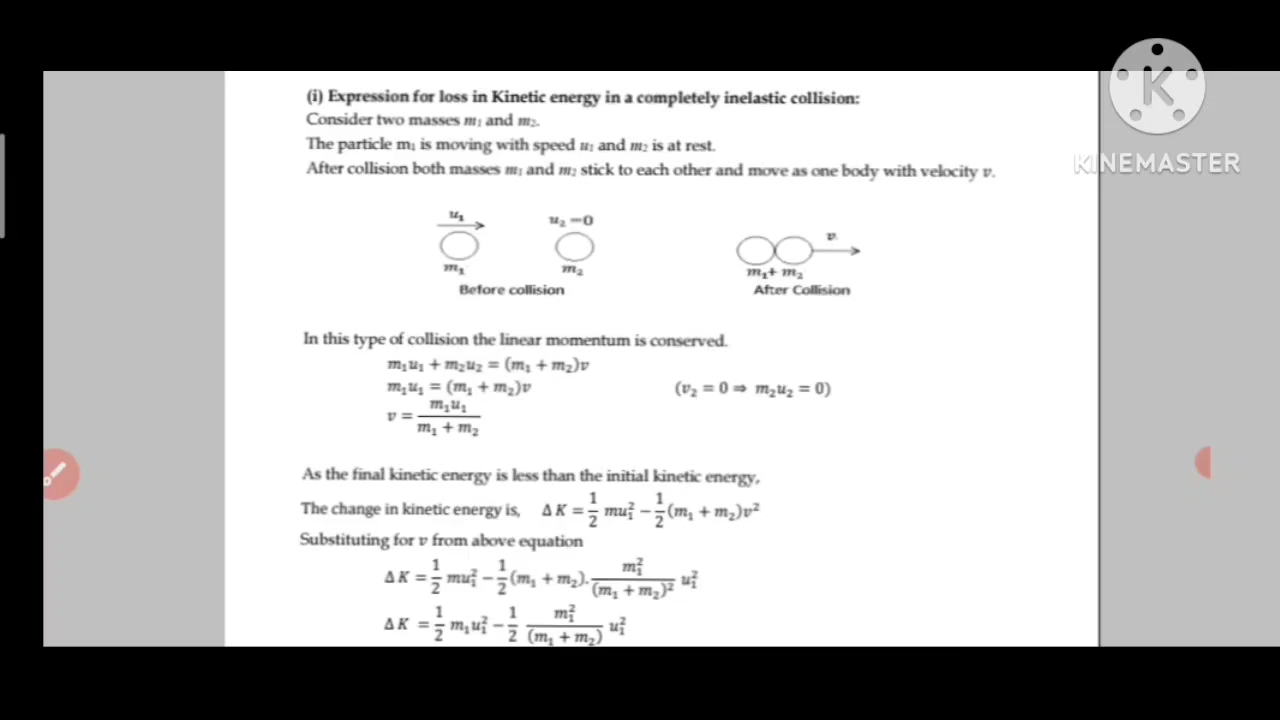 (i) Expression for loss in Kinetic energy in a completely inelastic collision:
Consider two masses m₁ and m₂.
The particle m₁ is moving with speed u₁ and m₂ is at rest.
After collision both masses m₁ and m₂ stick to each other and move as one body with velocity v.
K
KINEMASTER
u₁ u₂ = 0 v
m₁ m₂ m₁+ m₂
Before collision After Collision
In this type of collision the linear momentum is conserved.
m₁u₁ + m₂u₂ = (m₁ + m₂)v
m₁u₁ = (m₁ + m₂)v (v₂ = 0 ⇒ m₂u₂ = 0)
v = m₁u₁ / m₁ + m₂
As the final kinetic energy is less than the initial kinetic energy,
The change in kinetic energy is, Δ K = 1/2 mu₁² − 1/2 (m₁ + m₂)v²
Substituting for v from above equation
Δ K = 1/2 mu₁² − 1/2 (m₁ + m₂). m₁² / (m₁ + m₂)² u₁²
Δ K = 1/2 m₁u₁² − 1/2 m₁² / (m₁ + m₂) u₁²